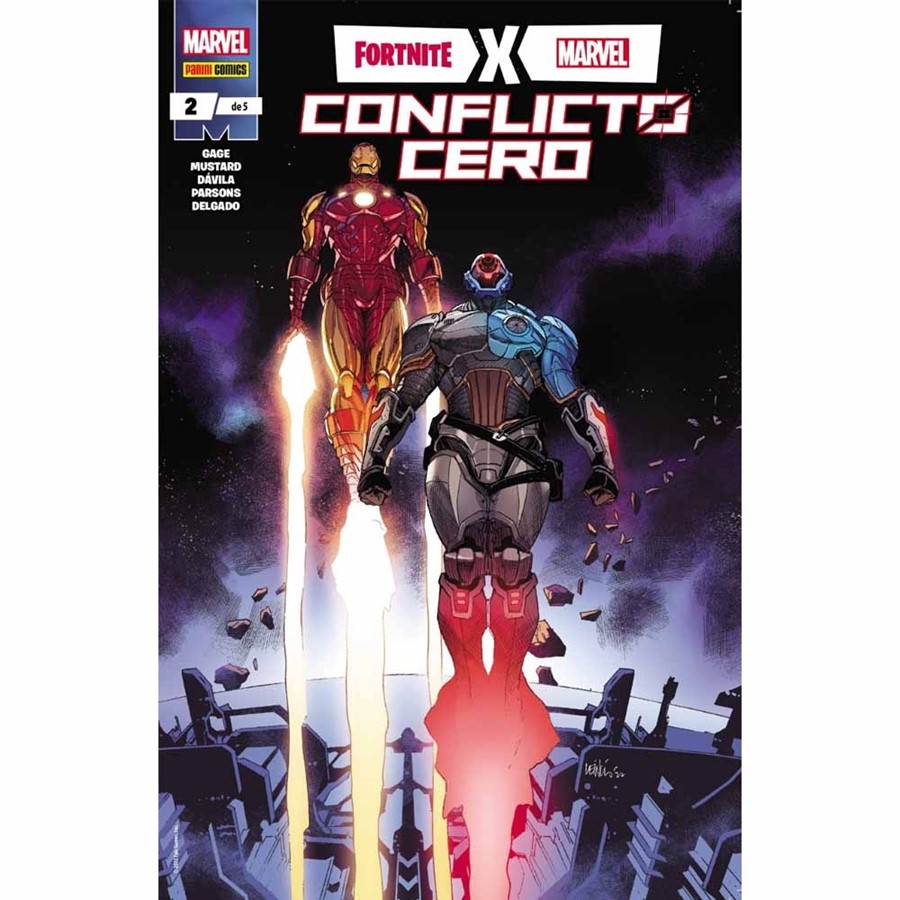 MARVEL
PANINI COMICS
2 de 5
GAGE
MUSTARD
DÁVILA
PARSONS
DELGADO
FORTNITE X MARVEL
CONFLICTO
CERO